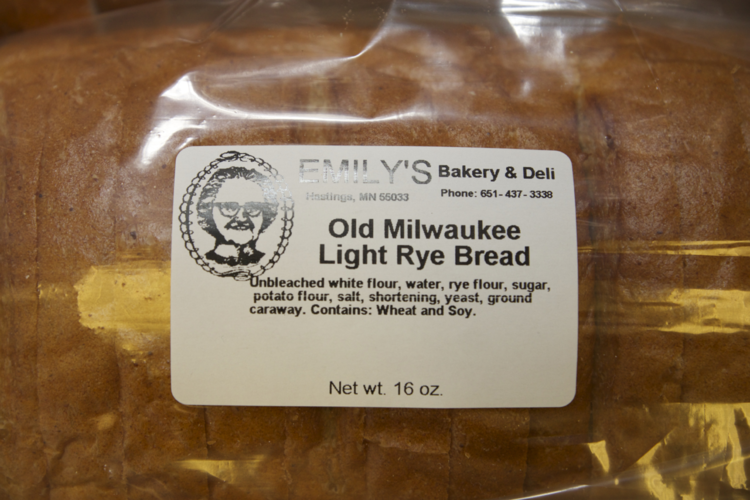 EMILY'S Bakery & Deli
Hastings, MN 55033 Phone: 651-437-3338
Old Milwaukee
Light Rye Bread
Unbleached white flour, water, rye flour, sugar,
potato flour, salt, shortening, yeast, ground
caraway. Contains: Wheat and Soy.
Net wt. 16 oz.